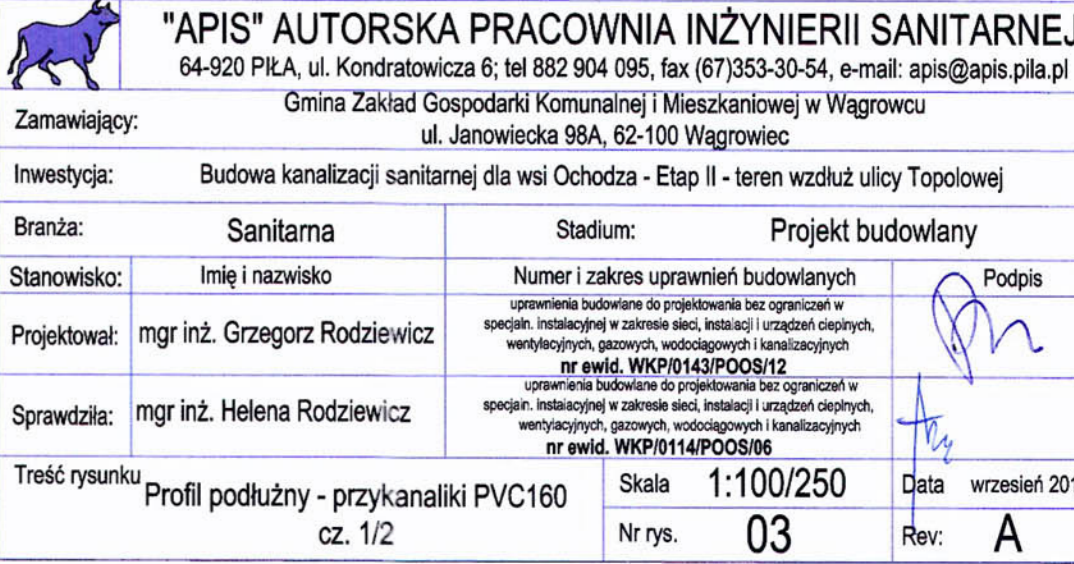 "APIS" AUTORSKA PRACOWNIA INŻYNIERII SANITARNEJ
64-920 PIŁA, ul. Kondratowicza 6; tel 882 904 095, fax (67)353-30-54, e-mail: apis@apis.pila.pl
Zamawiający:
Gmina Zakład Gospodarki Komunalnej i Mieszkaniowej w Wągrowcu
ul. Janowiecka 98A, 62-100 Wągrowiec
Inwestycja: Budowa kanalizacji sanitarnej dla wsi Ochodza - Etap II - teren wzdłuż ulicy Topolowej
Branża: Sanitarna Stadium: Projekt budowlany
Stanowisko: Imię i nazwisko Numer i zakres uprawnień budowlanych Podpis
Projektował: mgr inż. Grzegorz Rodziewicz
uprawnienia budowlane do projektowania bez ograniczeń w
specjaln. instalacyjnej w zakresie sieci, instalacji i urządzeń cieplnych,
wentylacyjnych, gazowych, wodociągowych i kanalizacyjnych
nr ewid. WKP/0143/POOS/12
Sprawdziła: mgr inż. Helena Rodziewicz
uprawnienia budowlane do projektowania bez ograniczeń w
specjaln. instalacyjnej w zakresie sieci, instalacji i urządzeń cieplnych,
wentylacyjnych, gazowych, wodociągowych i kanalizacyjnych
nr ewid. WKP/0114/POOS/06
Treść rysunku
Profil podłużny - przykanaliki PVC160
cz. 1/2
Skala 1:100/250 Data wrzesień 201
Nr rys. 03 Rev: A